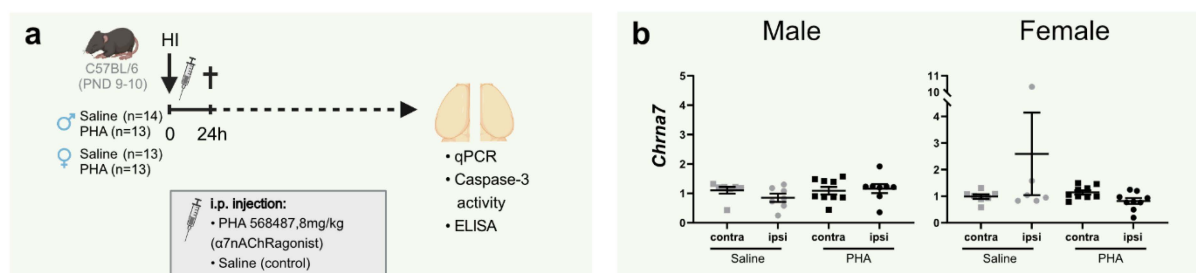 a
HI
C57BL/6
(PND 9-10)
♂ Saline (n=14)
PHA (n=13)
0 24h
♀ Saline (n=13)
PHA (n=13)
• qPCR
• Caspase-3
activity
• ELISA
i.p. injection:
• PHA 568487,8mg/kg
(α7nAChRagonist)
• Saline (control)
b
Male
Female
Chrna7
5
4
3
2
1
0
contra ipsi contra ipsi
Saline PHA
11
10
4
2
0
contra ipsi contra ipsi
Saline PHA